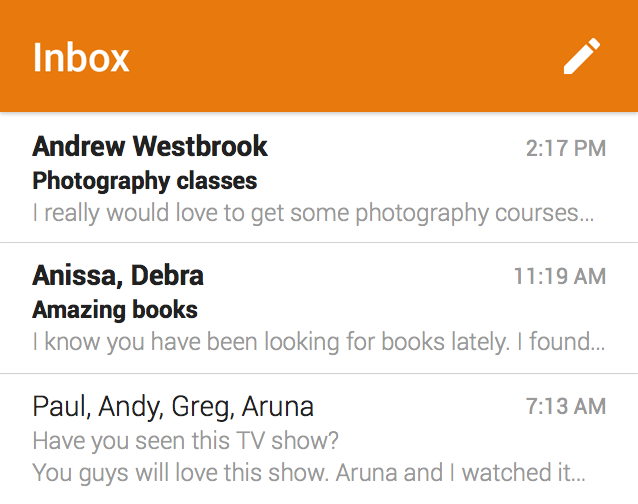 Inbox
Andrew Westbrook 2:17 PM
Photography classes
I really would love to get some photography courses...
Anissa, Debra 11:19 AM
Amazing books
I know you have been looking for books lately. I found...
Paul, Andy, Greg, Aruna 7:13 AM
Have you seen this TV show?
You guys will love this show. Aruna and I watched it...